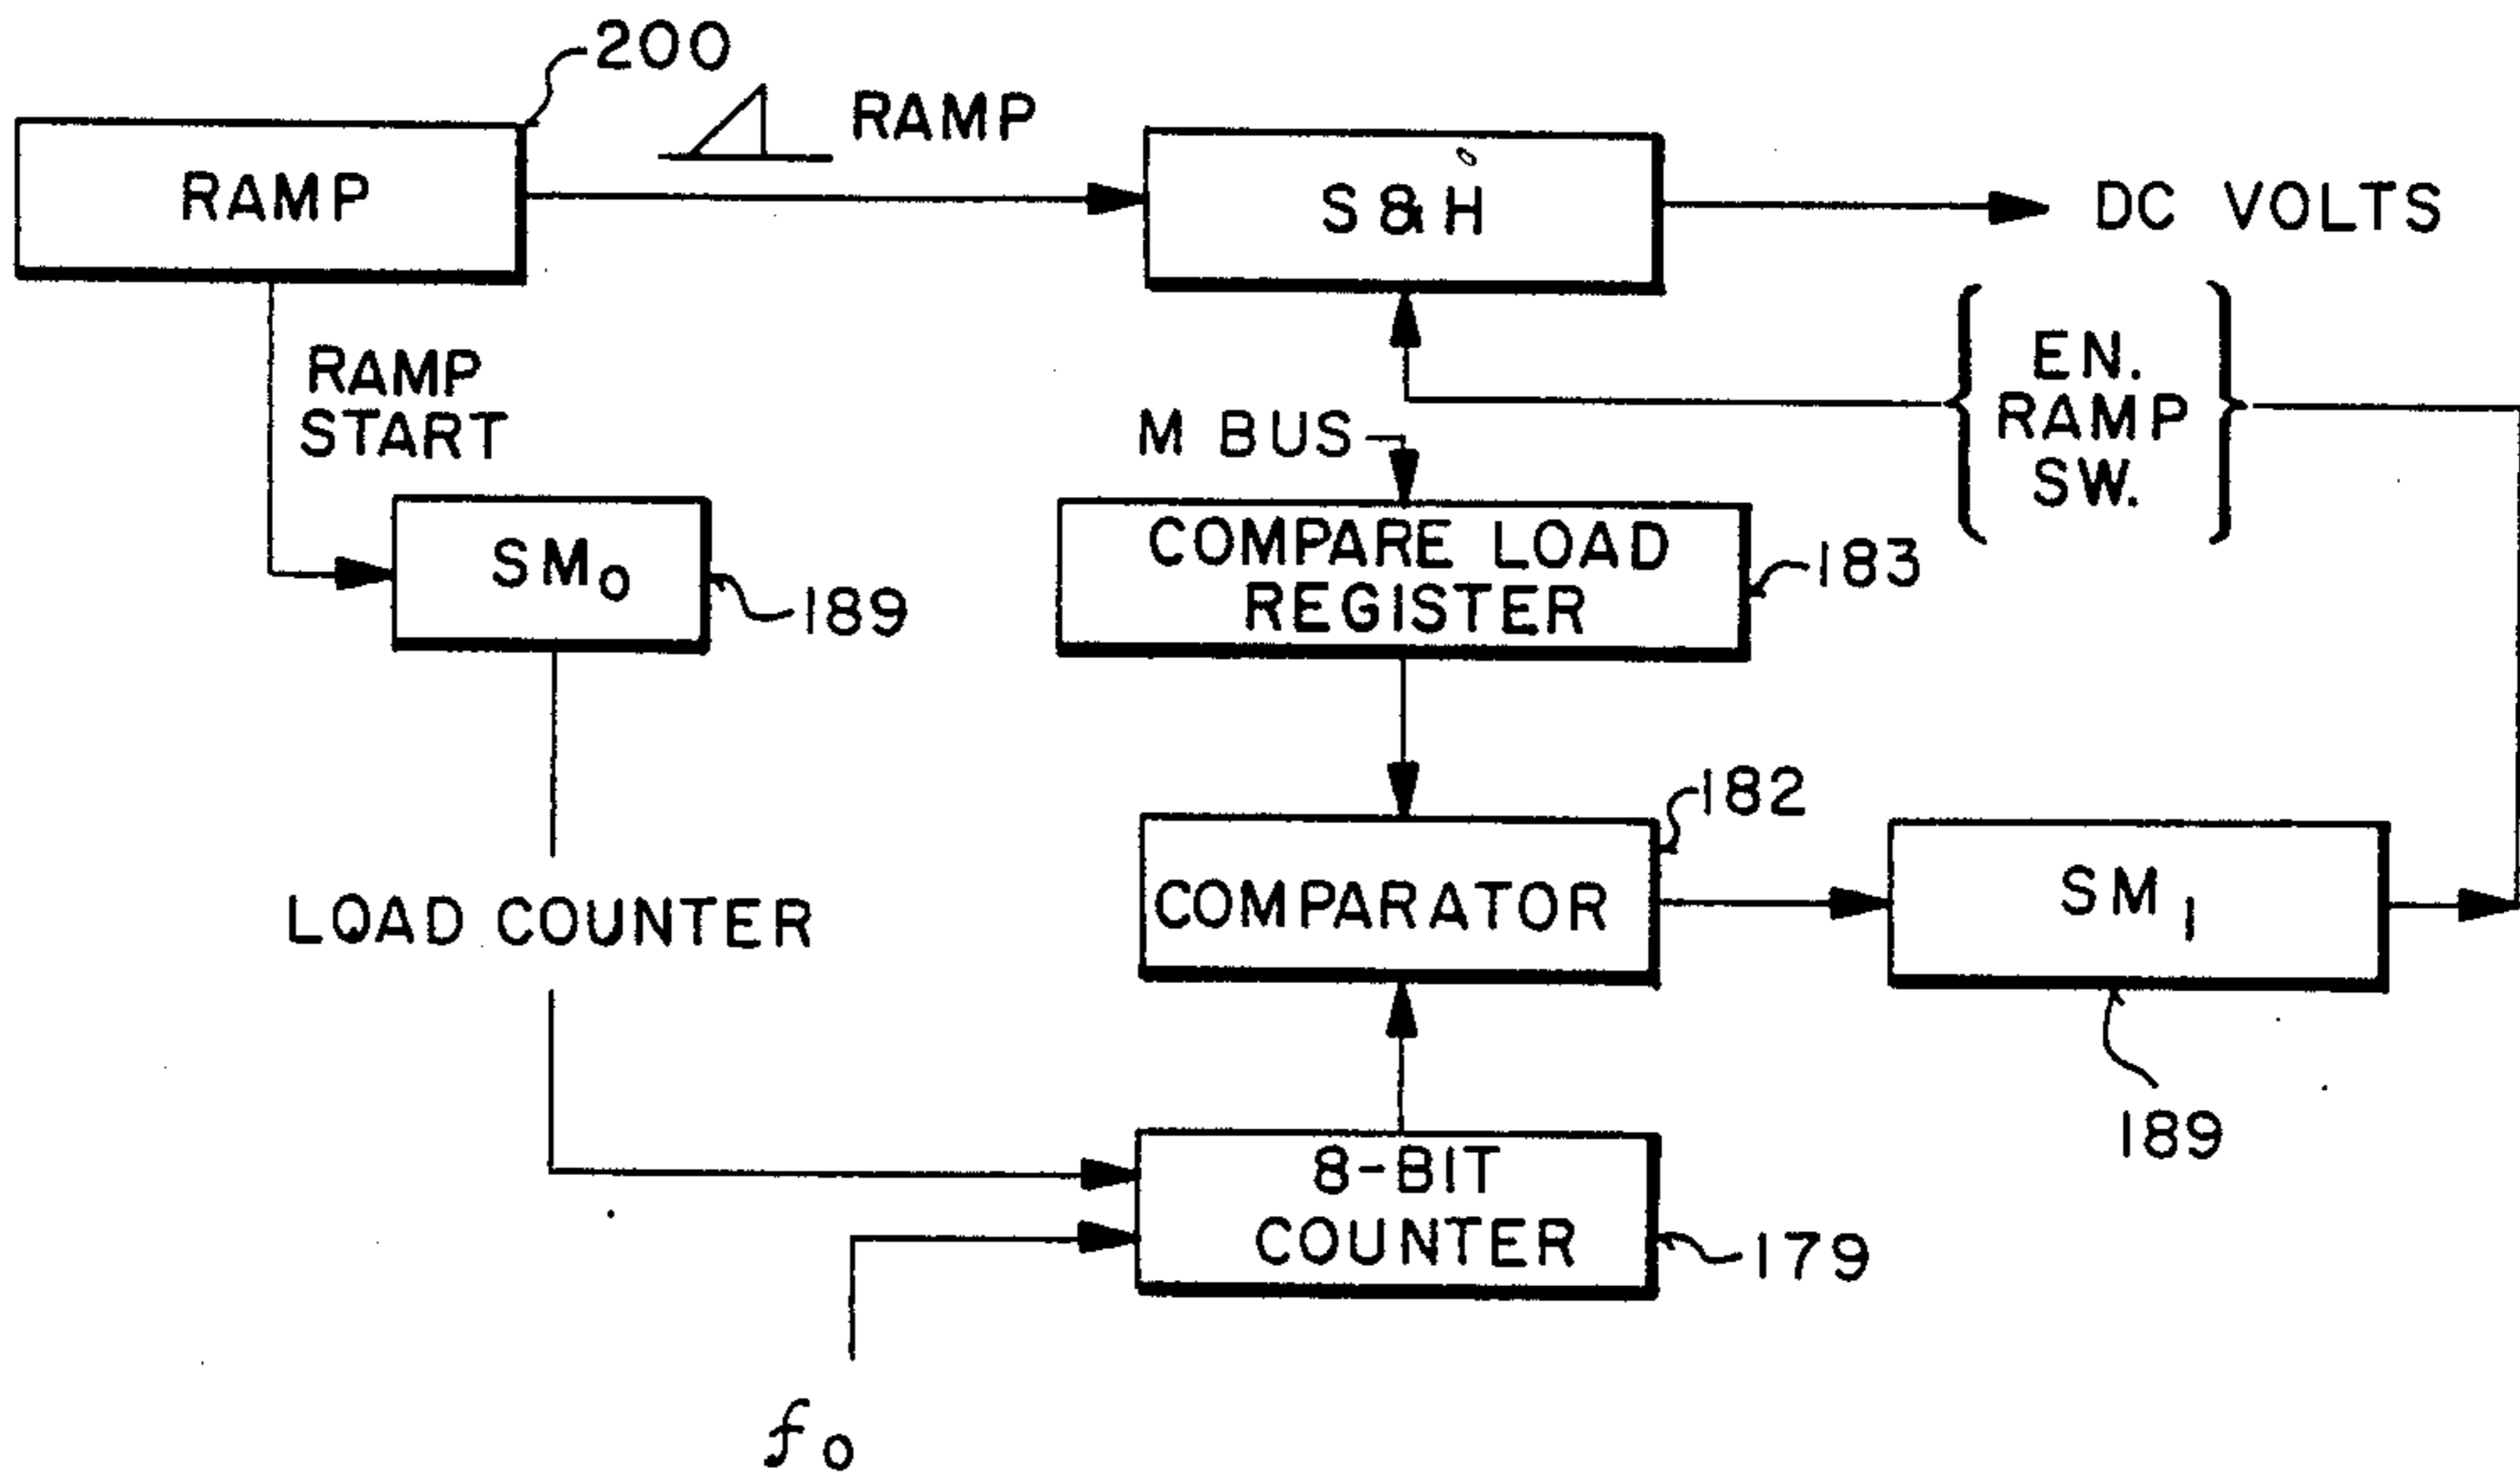 200
RAMP
RAMP
S & H
DC VOLTS
RAMP
START
EN.
RAMP
SW.
M BUS
SM₀
189
COMPARE LOAD
REGISTER
183
182
LOAD COUNTER
COMPARATOR
SM₁
189
8-BIT
COUNTER
179
f₀